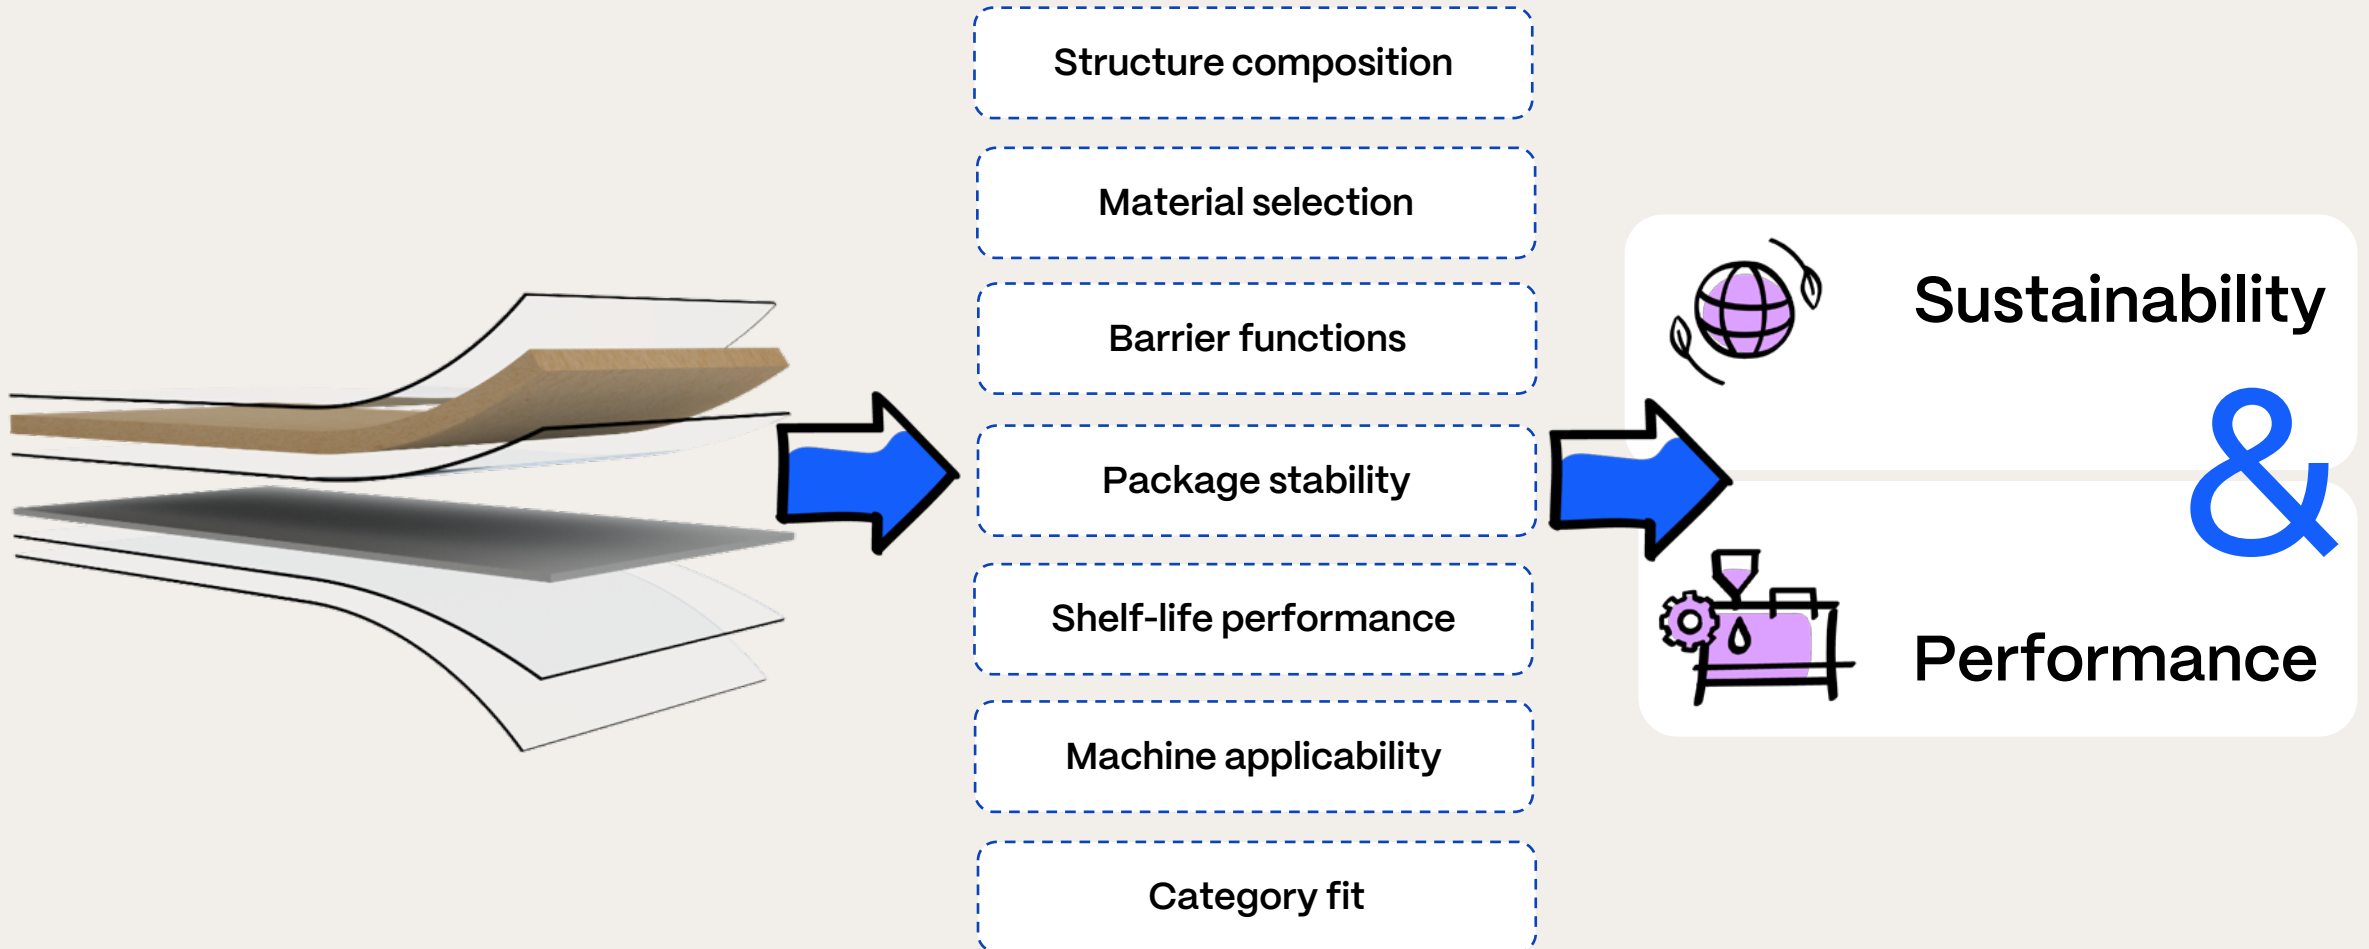 Structure composition
Material selection
Barrier functions
Package stability
Shelf-life performance
Machine applicability
Category fit
Sustainability
&
Performance